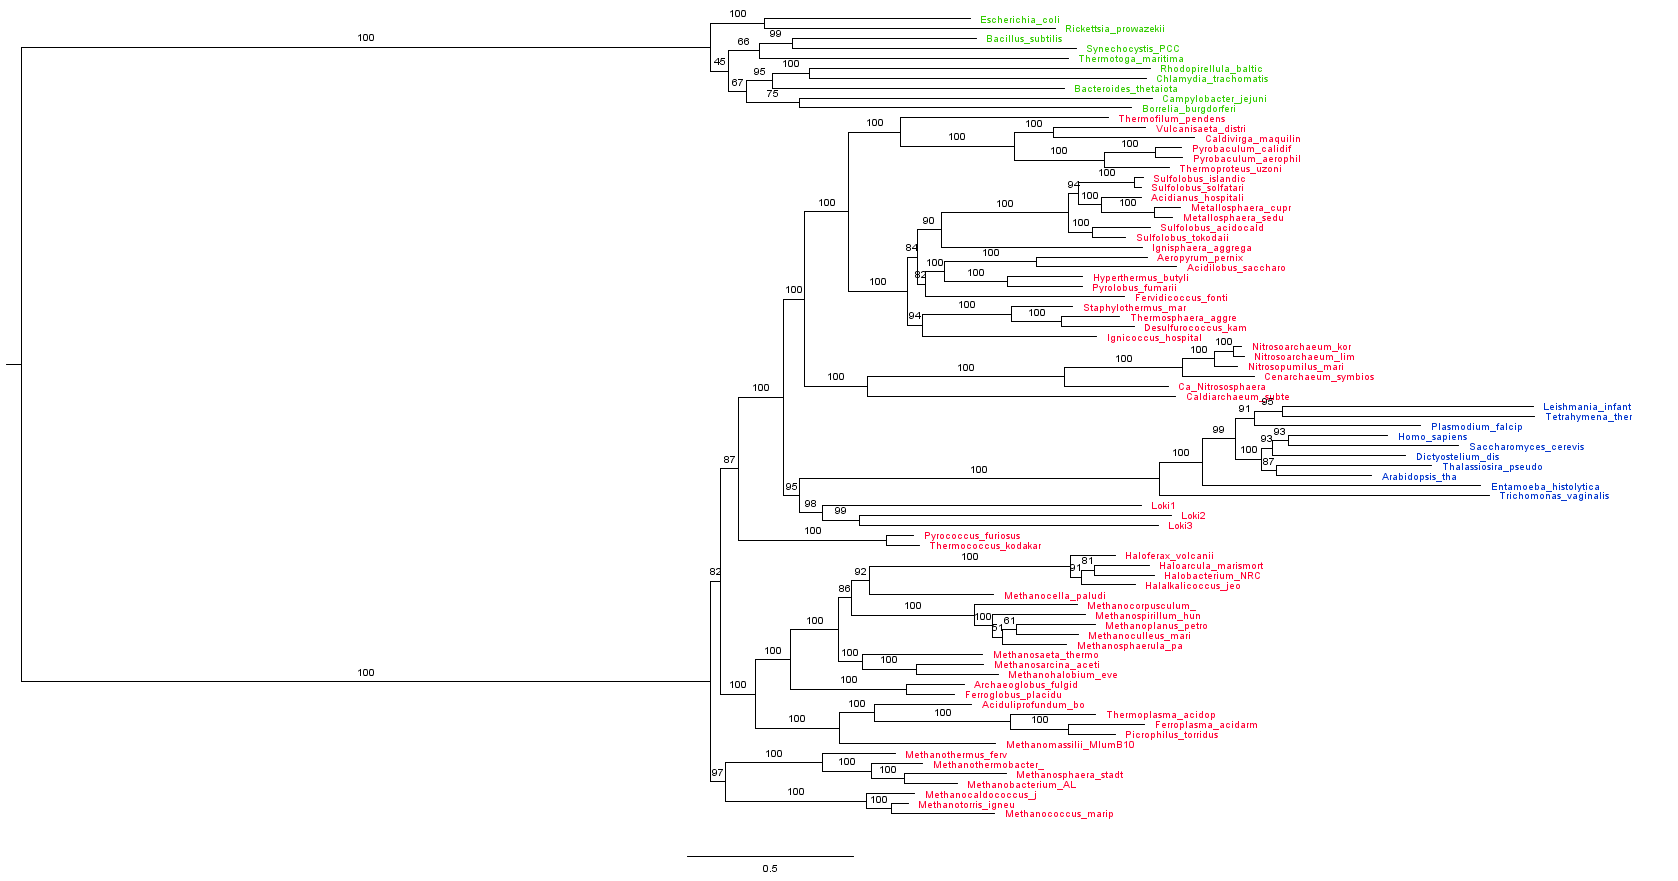 100
Escherichia_coli
Rickettsia_prowazekii
100
99
Bacillus_subtilis
66
Synechocystis_PCC
45
Thermotoga_maritima
100
Rhodopirellula_baltic
95
Chlamydia_trachomatis
67
Bacteroides_thetaiota
75
Campylobacter_jejuni
Borrelia_burgdorferi
100
Thermofilum_pendens
100
Vulcanisaeta_distri
100
Caldivirga_maquilin
100
Pyrobaculum_calidif
100
Pyrobaculum_aerophil
Thermoproteus_uzoni
100
Sulfolobus_islandic
94
Sulfolobus_solfatari
100
Acidianus_hospitali
100
100
Metallosphaera_cupr
100
Metallosphaera_sedu
90
100
Sulfolobus_acidocald
Sulfolobus_tokodaii
84
Ignisphaera_aggrega
100
Aeropyrum_pernix
100
Acidilobus_saccharo
82
100
Hyperthermus_butyli
100
Pyrolobus_fumarii
100
Fervidicoccus_fonti
100
Staphylothermus_mar
94
100
Thermosphaera_aggre
Desulfurococcus_kam
Ignicoccus_hospital
100
Nitrosoarchaeum_kor
100
Nitrosoarchaeum_lim
100
Nitrosopumilus_mari
100
Cenarchaeum_symbios
100
Ca_Nitrososphaera
100
Caldiarchaeum_subte
95
Leishmania_infant
91
Tetrahymena_ther
Plasmodium_falcip
99
93
Homo_sapiens
93
Saccharomyces_cerevis
100
Dictyostelium_dis
87
Thalassiosira_pseudo
100
100
Arabidopsis_tha
87
95
Entamoeba_histolytica
Trichomonas_vaginalis
98
Loki1
99
Loki2
Loki3
100
Pyrococcus_furiosus
Thermococcus_kodakar
100
Haloferax_volcanii
81
Haloarcula_marismort
91
82
92
Halobacterium_NRC
Halalkalicoccus_jeo
86
Methanocella_paludi
100
Methanocorpusculum_
100
Methanospirillum_hun
61
51
Methanoplanus_petro
100
Methanoculleus_mari
Methanosphaerula_pa
100
100
Methanosaeta_thermo
100
Methanosarcina_aceti
100
Methanohalobium_eve
100
Archaeoglobus_fulgid
100
Ferroglobus_placidu
100
Aciduliprofundum_bo
100
Thermoplasma_acidop
100
100
Ferroplasma_acidarm
Picrophilus_torridus
Methanomassilii_MlumB10
100
Methanothermus_ferv
100
Methanothermobacter_
97
100
Methanosphaera_stadt
Methanobacterium_AL
100
Methanocaldococcus_j
100
Methanotorris_igneu
Methanococcus_marip
0.5